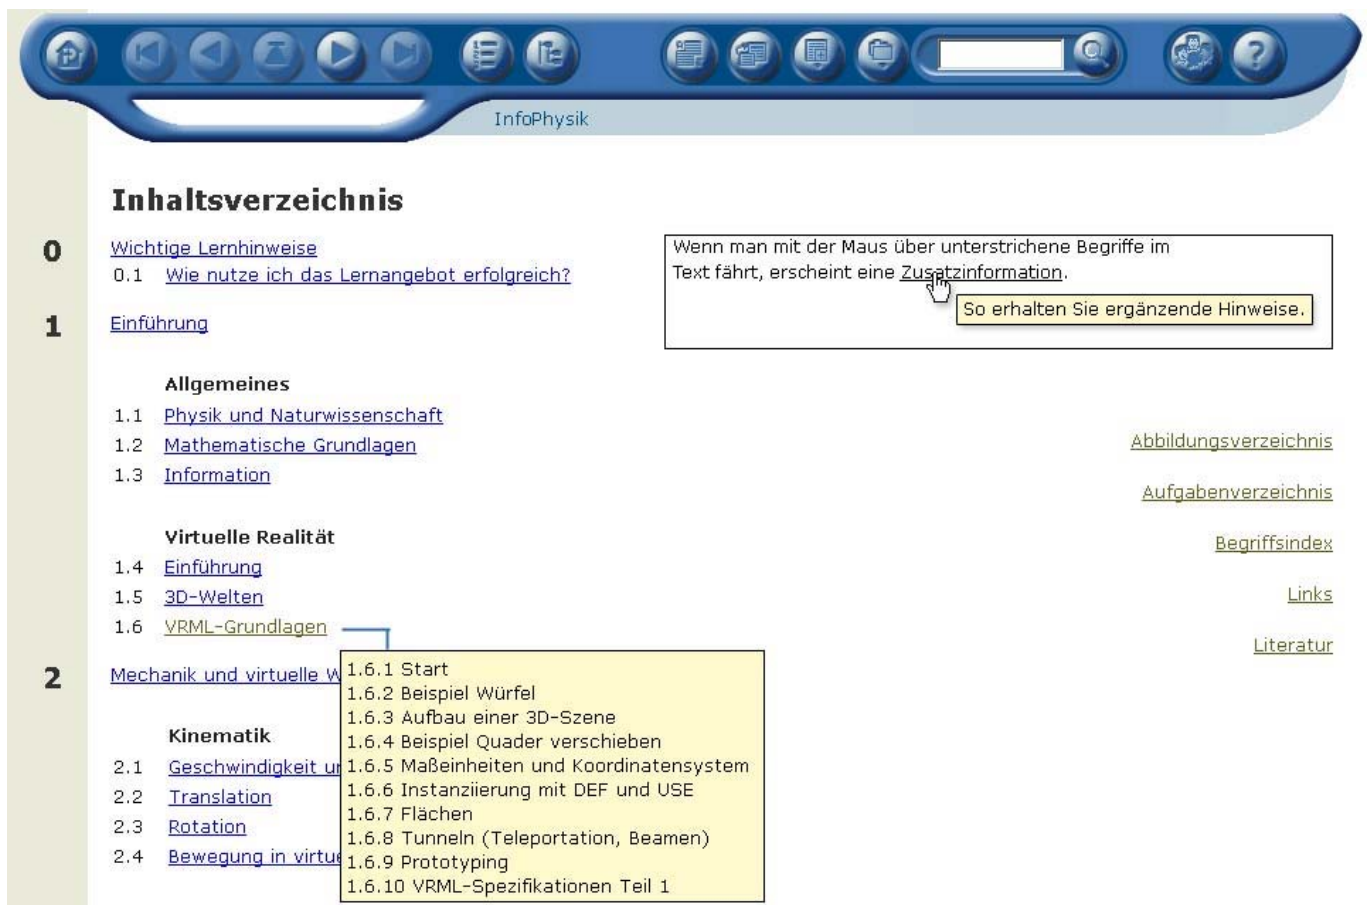 InfoPhysik
Inhaltsverzeichnis
0 Wichtige Lernhinweise
0.1 Wie nutze ich das Lernangebot erfolgreich?
Wenn man mit der Maus über unterstrichene Begriffe im
Text fährt, erscheint eine Zusatzinformation.
So erhalten Sie ergänzende Hinweise.
1 Einführung
Allgemeines
1.1 Physik und Naturwissenschaft
1.2 Mathematische Grundlagen
1.3 Information
Virtuelle Realität
1.4 Einführung
1.5 3D-Welten
1.6 VRML-Grundlagen
Abbildungsverzeichnis
Aufgabenverzeichnis
Begriffsindex
Links
Literatur
1.6.1 Start
1.6.2 Beispiel Würfel
1.6.3 Aufbau einer 3D-Szene
1.6.4 Beispiel Quader verschieben
1.6.5 Maßeinheiten und Koordinatensystem
1.6.6 Instanziierung mit DEF und USE
1.6.7 Flächen
1.6.8 Tunneln (Teleportation, Beamen)
1.6.9 Prototyping
1.6.10 VRML-Spezifikationen Teil 1
2 Mechanik und virtuelle W
Kinematik
2.1 Geschwindigkeit u
2.2 Translation
2.3 Rotation
2.4 Bewegung in virtue